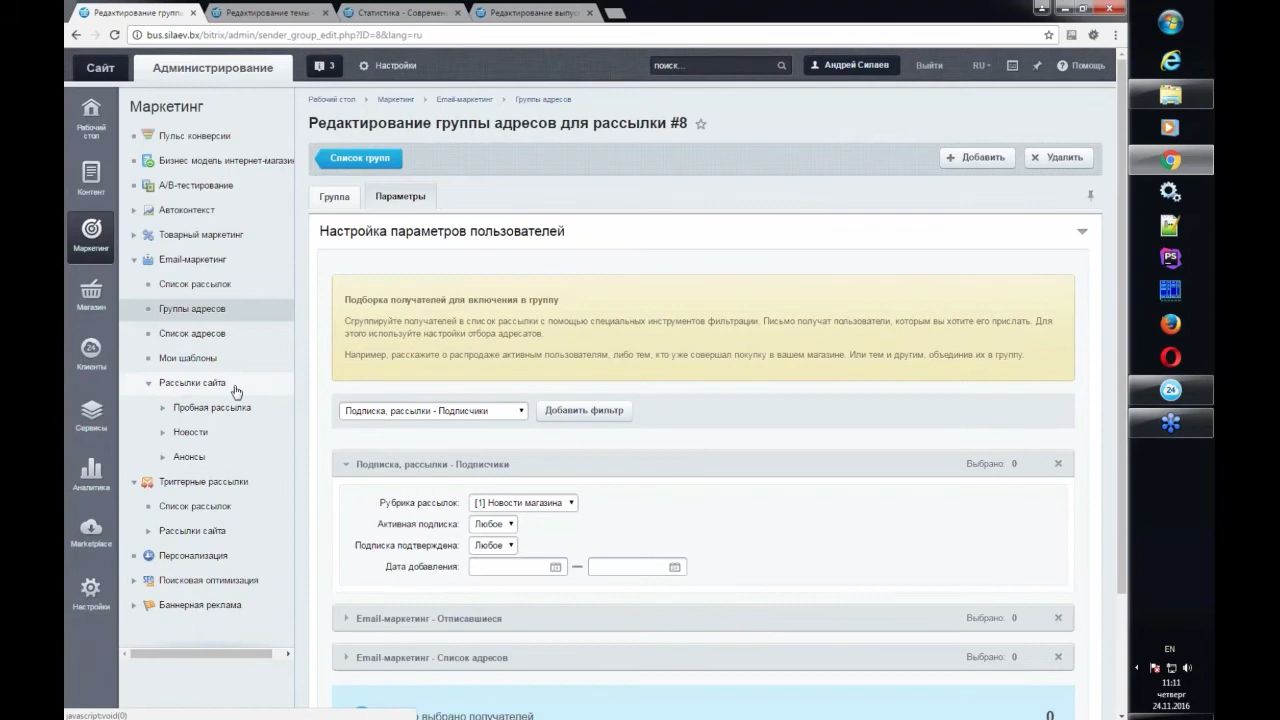 Редактирование групп
Редактирование темы
Статистика - Современ
Редактирование выпус
bus.silaev.bx/bitrix/admin/sender_group_edit.php?ID=8&lang=ru
Сайт
Администрирование
3
Настройки
поиск...
Андрей Силаев
Выйти
RU
Помощь
Рабочий стол
Контент
Маркетинг
Магазин
24
Клиенты
Сервисы
Аналитика
Marketplace
Настройки
Маркетинг
Пульс конверсии
Бизнес модель интернет-магази
A/B-тестирование
Автоконтекст
Товарный маркетинг
Email-маркетинг
Список рассылок
Группы адресов
Список адресов
Мои шаблоны
Рассылки сайта
Пробная рассылка
Новости
Анонсы
Триггерные рассылки
Список рассылок
Рассылки сайта
Персонализация
SEO Поисковая оптимизация
Баннерная реклама
Рабочий стол Маркетинг Email-маркетинг Группы адресов
Редактирование группы адресов для рассылки #8
Список групп
Добавить
Удалить
Группа
Параметры
Настройка параметров пользователей
Подборка получателей для включения в группу
Сгруппируйте получателей в список рассылки с помощью специальных инструментов фильтрации. Письмо получат пользователи, которым вы хотите его прислать. Для
этого используйте настройки отбора адресатов.
Например, расскажите о распродаже активным пользователям, либо тем, кто уже совершал покупку в вашем магазине. Или тем и другим, объединив их в группу.
Подписка, рассылки - Подписчики
Добавить фильтр
Подписка, рассылки - Подписчики
Выбрано: 0
Рубрика рассылок: [1] Новости магазина
Активная подписка: Любое
Подписка подтверждена: Любое
Дата добавления:
Email-маркетинг - Отписавшиеся
Выбрано: 0
Email-маркетинг - Список адресов
Выбрано: 0
выбрано получателей
0
javascript:void(0)
PS
24
EN
11:11
четверг
24.11.2016